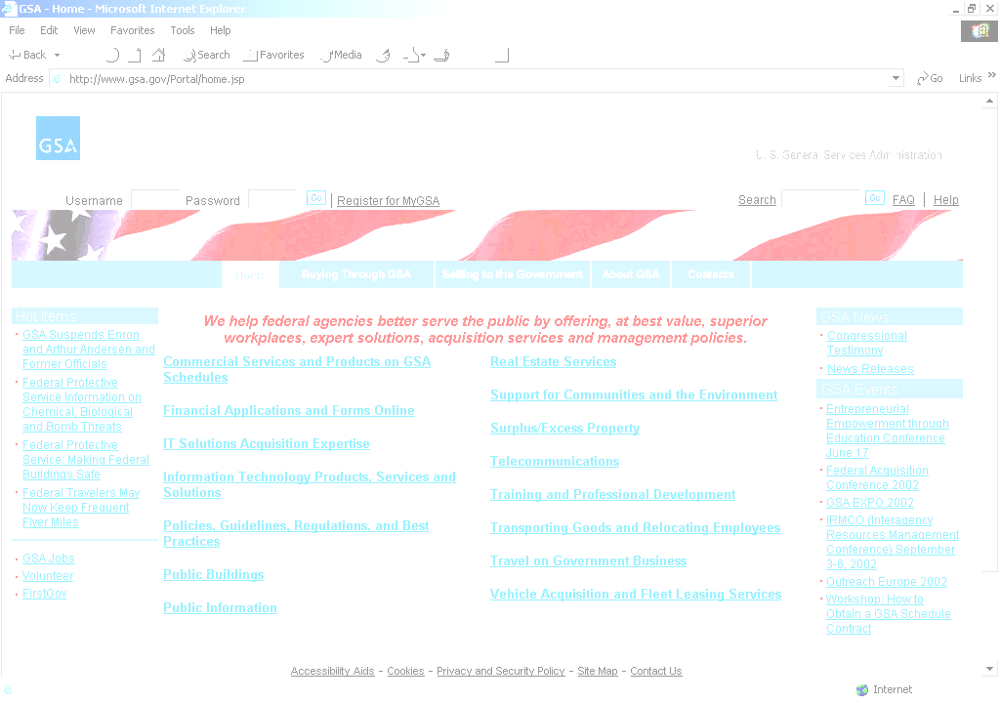 GSA - Home - Microsoft Internet Explorer
File Edit View Favorites Tools Help
Back Search Favorites Media
Address http://www.gsa.gov/Portal/home.jsp Go Links »
GSA
U. S. General Services Administration
Username Password Go | Register for MyGSA Search Go FAQ | Help
Home Buying Through GSA Selling to the Government About GSA Contacts
Hot Items
· GSA Suspends Enron
and Arthur Andersen and
Former Officials
· Federal Protective
Service Information on
Chemical, Biological
and Bomb Threats
· Federal Protective
Service: Making Federal
Buildings Safe
· Federal Travelers May
Now Keep Frequent
Flyer Miles
· GSA Jobs
· Volunteer
· FirstGov
We help federal agencies better serve the public by offering, at best value, superior
workplaces, expert solutions, acquisition services and management policies.
Commercial Services and Products on GSA
Schedules
Financial Applications and Forms Online
IT Solutions Acquisition Expertise
Information Technology Products, Services and
Solutions
Policies, Guidelines, Regulations, and Best
Practices
Public Buildings
Public Information
Real Estate Services
Support for Communities and the Environment
Surplus/Excess Property
Telecommunications
Training and Professional Development
Transporting Goods and Relocating Employees
Travel on Government Business
Vehicle Acquisition and Fleet Leasing Services
GSA News
· Congressional
Testimony
· News Releases
GSA Events
· Entrepreneurial
Empowerment through
Education Conference
June 17
· Federal Acquisition
Conference 2002
· GSA EXPO 2002
· IRMCO (Interagency
Resources Management
Conference) September
3-6, 2002
· Outreach Europe 2002
· Workshop: How to
Obtain a GSA Schedule
Contract
Accessibility Aids - Cookies - Privacy and Security Policy - Site Map - Contact Us
Internet